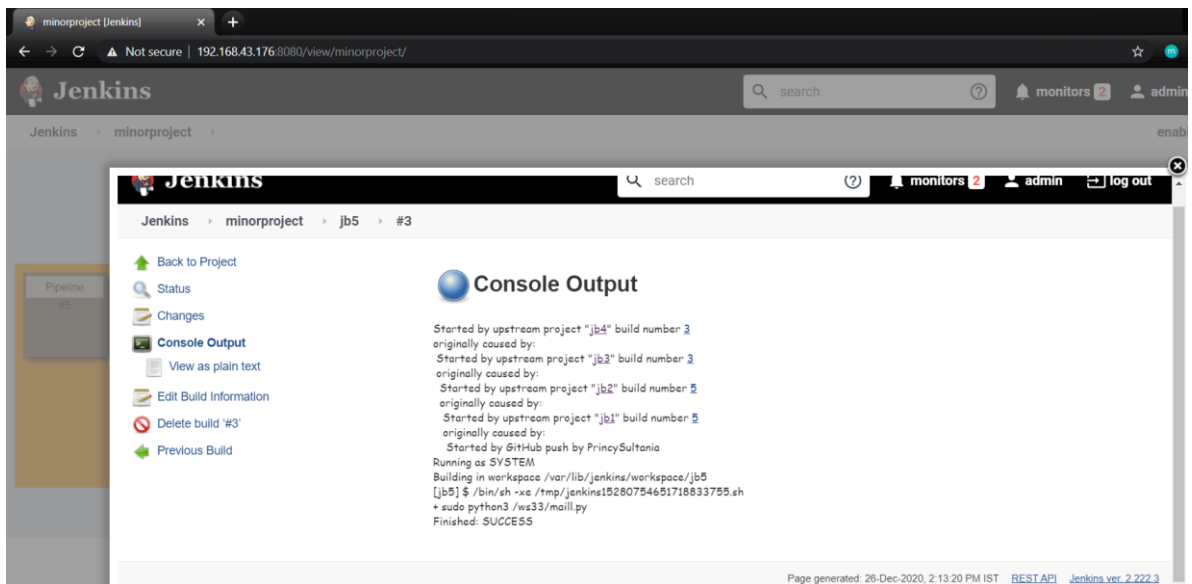 minorproject [Jenkins]
Not secure | 192.168.43.176:8080/view/minorproject/
m
Jenkins
search
monitors 2
admin
Jenkins minorproject
enabl
Jenkins
search
monitors 2
admin
log out
Jenkins minorproject jb5 #3
Pipeline
#5
Back to Project
Status
Changes
Console Output
View as plain text
Edit Build Information
Delete build '#3'
Previous Build
Console Output
Started by upstream project "jb4" build number 3
originally caused by:
Started by upstream project "jb3" build number 3
originally caused by:
Started by upstream project "jb2" build number 5
originally caused by:
Started by upstream project "jb1" build number 5
originally caused by:
Started by GitHub push by PrincySultania
Running as SYSTEM
Building in workspace /var/lib/jenkins/workspace/jb5
[jb5] $ /bin/sh -xe /tmp/jenkins15280754651718833755.sh
+ sudo python3 /ws33/maill.py
Finished: SUCCESS
Page generated: 26-Dec-2020, 2:13:20 PM IST REST API Jenkins ver. 2.222.3